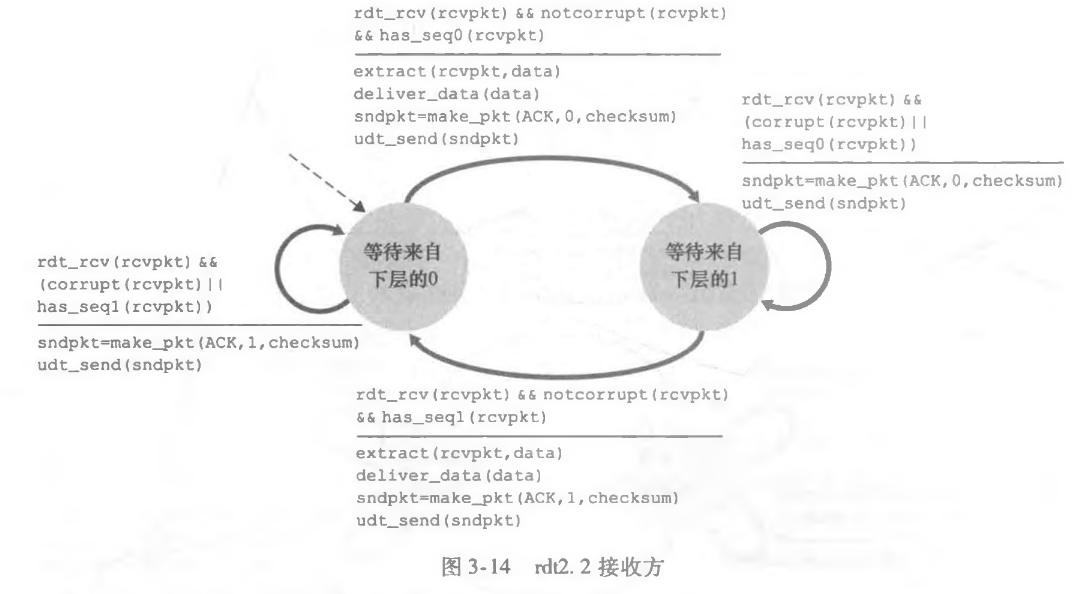 rdt_rcv(rcvpkt) && notcorrupt(rcvpkt)
&& has_seq0(rcvpkt)
extract(rcvpkt,data)
deliver_data(data)
sndpkt=make_pkt(ACK,0,checksum)
udt_send(sndpkt)
rdt_rcv(rcvpkt) &&
(corrupt(rcvpkt)||
has_seq0(rcvpkt))
sndpkt=make_pkt(ACK,0,checksum)
udt_send(sndpkt)
等待来自
下层的0
等待来自
下层的1
rdt_rcv(rcvpkt) &&
(corrupt(rcvpkt)||
has_seq1(rcvpkt))
sndpkt=make_pkt(ACK,1,checksum)
udt_send(sndpkt)
rdt_rcv(rcvpkt) && notcorrupt(rcvpkt)
&& has_seq1(rcvpkt)
extract(rcvpkt,data)
deliver_data(data)
sndpkt=make_pkt(ACK,1,checksum)
udt_send(sndpkt)
图 3-14 rdt2. 2 接收方